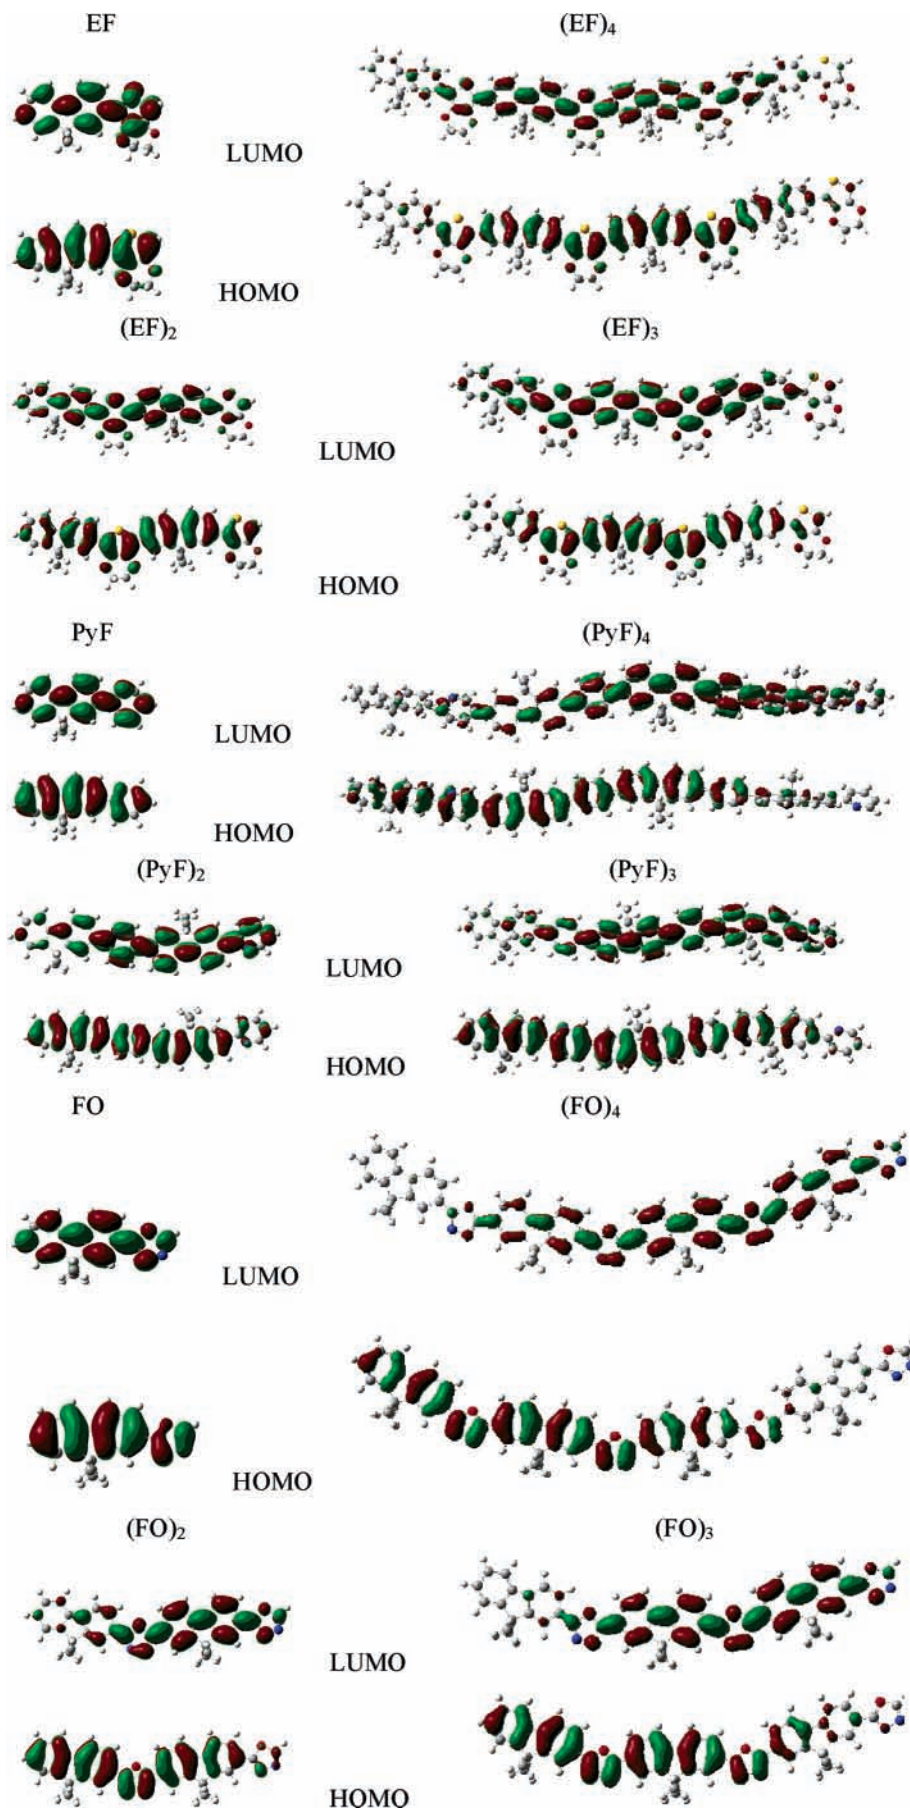 EF (EF)₄
LUMO
HOMO
(EF)₂ (EF)₃
LUMO
HOMO
PyF (PyF)₄
LUMO
HOMO
(PyF)₂ (PyF)₃
LUMO
HOMO
FO (FO)₄
LUMO
HOMO
(FO)₂ (FO)₃
LUMO
HOMO